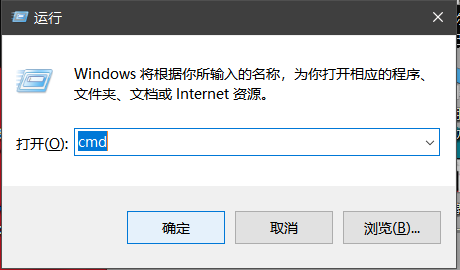 运行
Windows 将根据你所输入的名称，为你打开相应的程序、
文件夹、文档或 Internet 资源。
打开(O): cmd
确定 取消 浏览(B)...